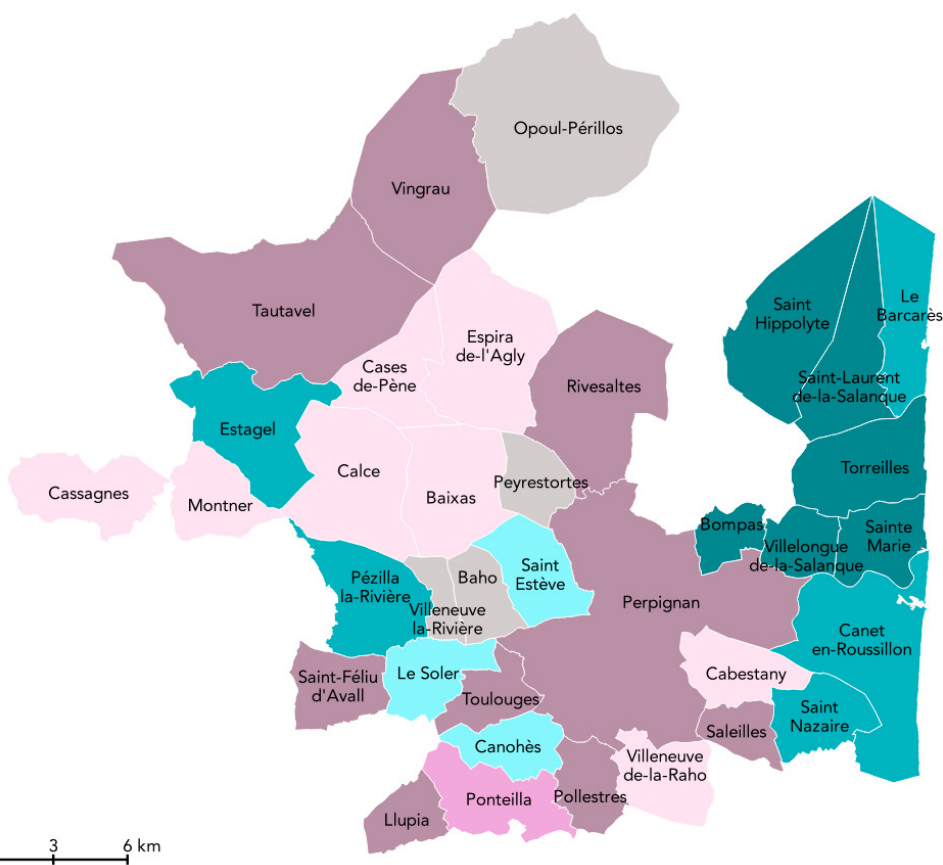 Opoul-Périllos
Vingrau
Tautavel
Saint
Hippolyte
Le
Barcarès
Espira
de-l'Agly
Cases
de-Pène
Rivesaltes
Saint-Laurent
de-la-Salanque
Estagel
Torreilles
Calce
Peyrestortes
Cassagnes
Montner
Baixas
Bompas
Sainte
Marie
Villelongue
de-la-Salanque
Saint
Estève
Baho
Pézilla
la-Rivière
Perpignan
Villeneuve
la-Rivière
Canet
en-Roussillon
Saint-Féliu
d'Avall
Le Soler
Cabestany
Toulouges
Saint
Nazaire
Saleilles
Canohès
Villeneuve
de-la-Raho
Ponteilla
Pollestres
Llupia
3
6 km